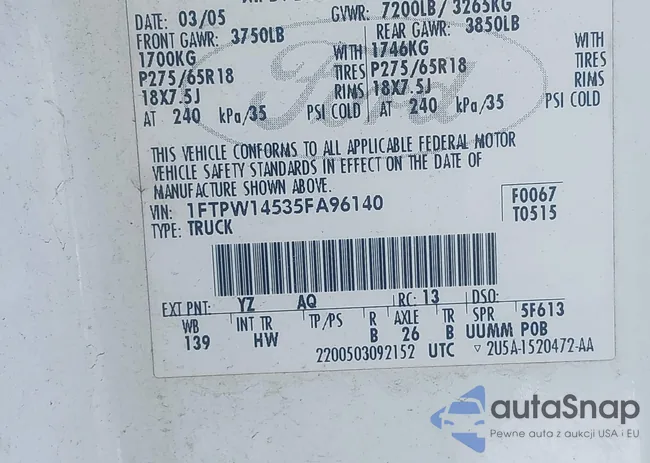 DATE: 03/05 GVWR: 7200LB/ 3265KG
FRONT GAWR: 3750LB REAR GAWR: 3850LB
1700KG WITH 1746KG WITH
P275/65R18 TIRES P275/65R18 TIRES
18X7.5J RIMS 18X7.5J RIMS
AT 240 kPa/35 PSI COLD AT 240 kPa/35 PSI COLD
Ford
THIS VEHICLE CONFORMS TO ALL APPLICABLE FEDERAL MOTOR
VEHICLE SAFETY STANDARDS IN EFFECT ON THE DATE OF
MANUFACTURE SHOWN ABOVE.
VIN: 1FTPW14535FA96140 F0067
TYPE: TRUCK T0515
EXT PNT: YZ AQ RC: 13 DSO:
WB INT TR TP/PS R AXLE TR SPR 5F613
139 HW B 26 B UUMM POB
2200503092152 UTC ▽ 2U5A-1520472-AA
autaSnap
Pewne auta z aukcji USA i EU